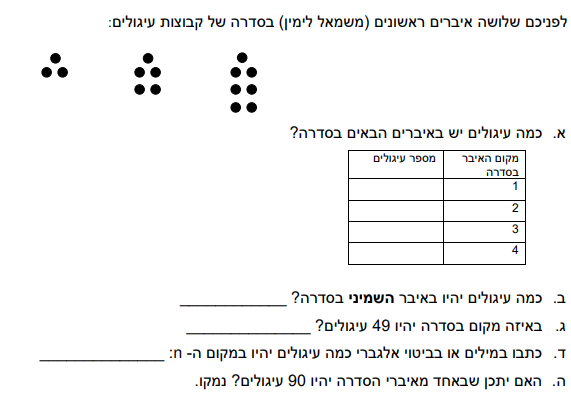 לפניכם שלושה איברים ראשונים (משמאל לימין) בסדרה של קבוצות עיגולים:
א. כמה עיגולים יש באיברים הבאים בסדרה?
מקום האיבר בסדרה מספר עיגולים
1
2
3
4
ב. כמה עיגולים יהיו באיבר השמיני בסדרה? ____________
ג. באיזה מקום בסדרה יהיו 49 עיגולים? ______________
ד. כתבו במילים או בביטוי אלגברי כמה עיגולים יהיו במקום ה- n: ______________
ה. האם יתכן שבאחד מאיברי הסדרה יהיו 90 עיגולים? נמקו.